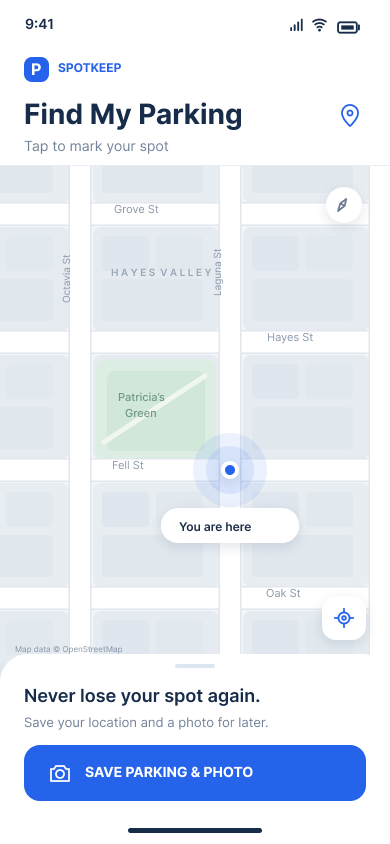 9:41
P SPOTKEEP
Find My Parking
Tap to mark your spot
Grove St
Octavia St
HAYES VALLEY
Laguna St
Hayes St
Patricia's
Green
Fell St
You are here
Oak St
Map data © OpenStreetMap
Never lose your spot again.
Save your location and a photo for later.
SAVE PARKING & PHOTO